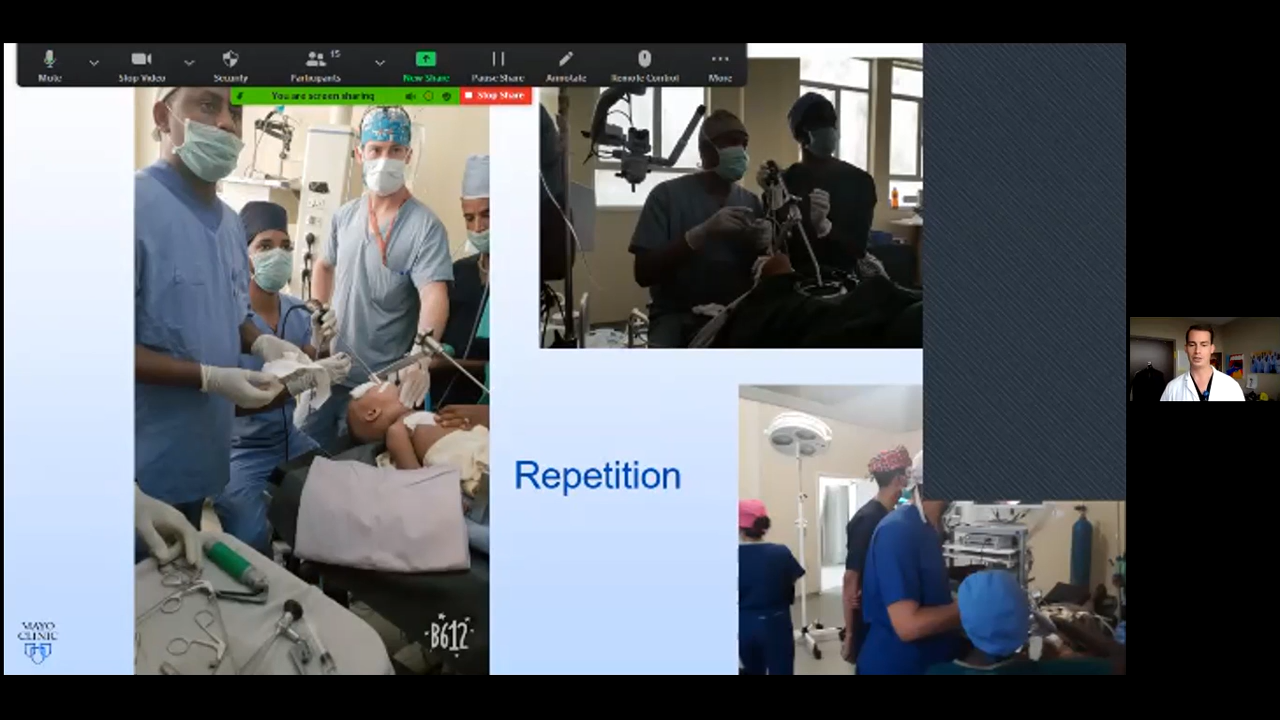 15
Mute
Stop Video
Security
Participants
New Share
Pause Share
Annotate
Remote Control
More
You are screen sharing
Stop Share
Repetition
MAYO
CLINIC
B612